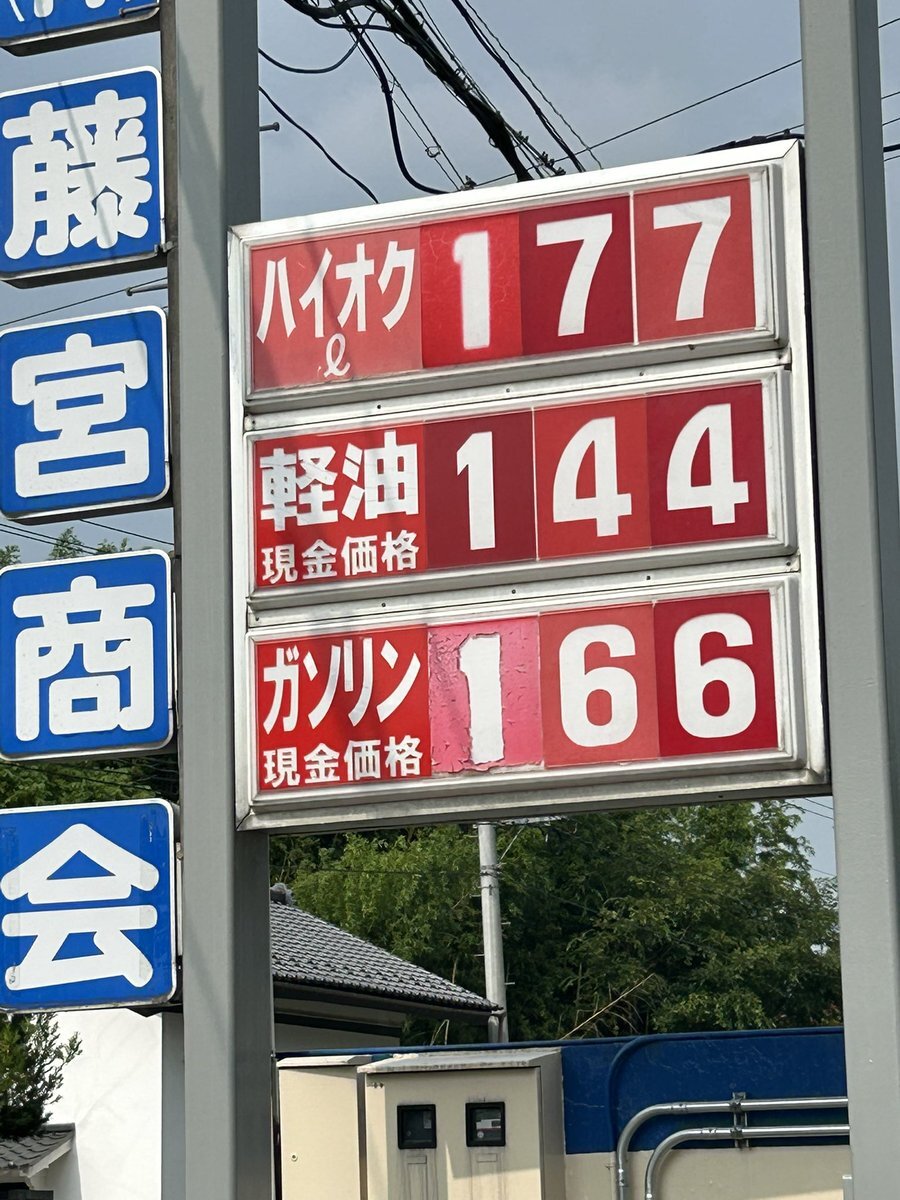 藤宮商会
ハイオク 177
ℓ
軽油 144
現金価格
ガソリン 166
現金価格